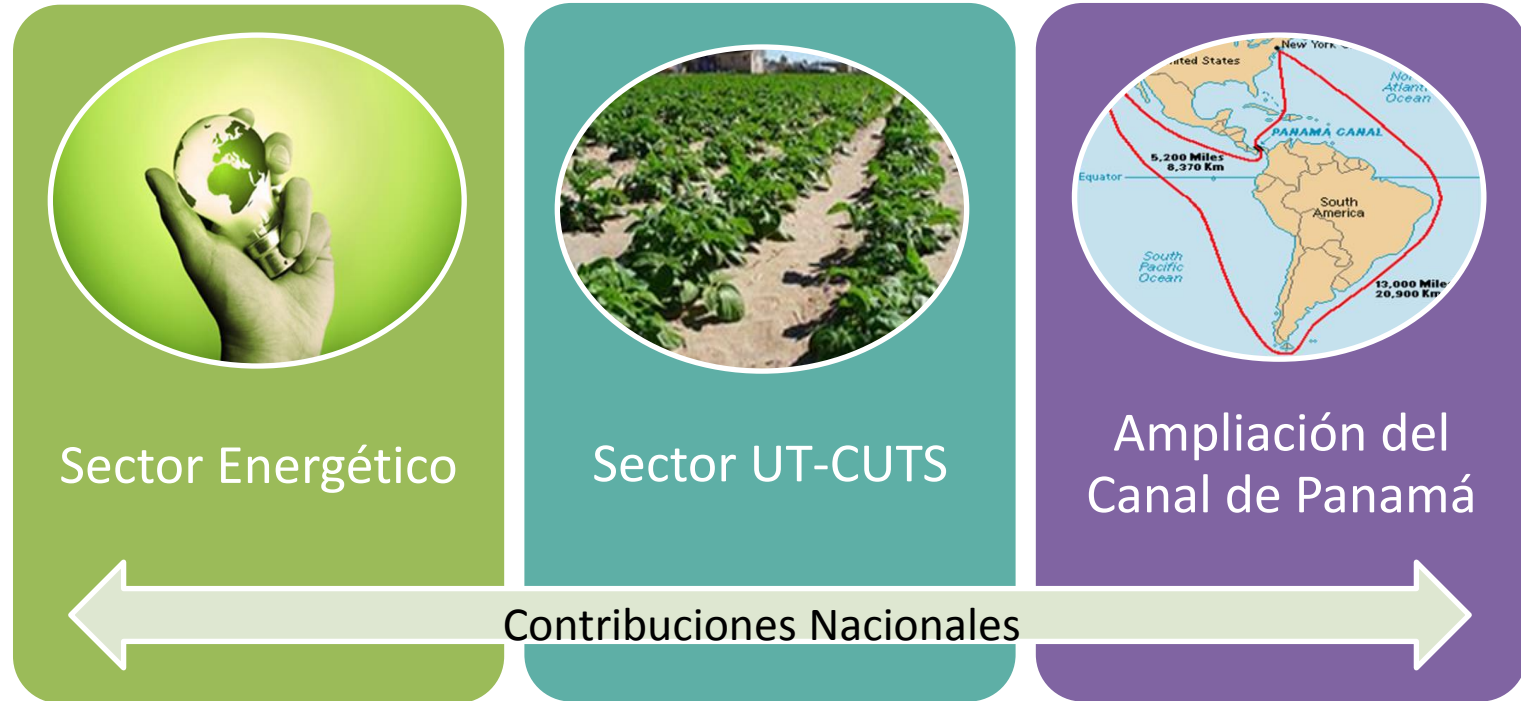 New York
United States
North
Atlantic
Ocean
PANAMA CANAL
5,200 Miles
8,370 Km
Equator
South
America
South
Pacific
Ocean
13,000 Mile
20,900 Km
Sector Energético
Sector UT-CUTS
Ampliación del
Canal de Panamá
Contribuciones Nacionales